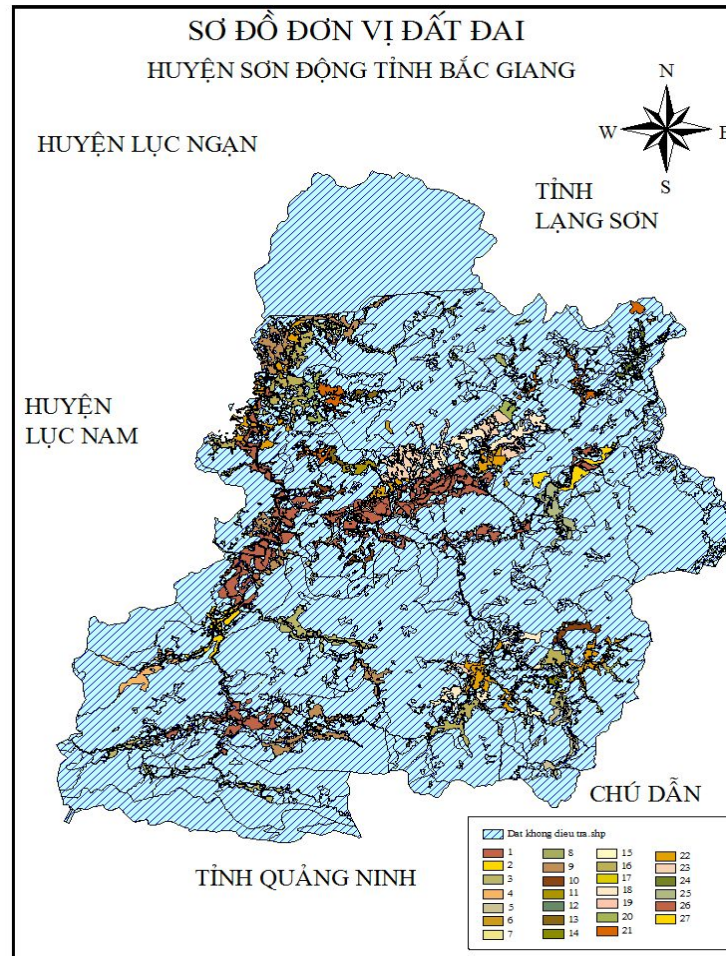 SƠ ĐỒ ĐƠN VỊ ĐẤT ĐAI
HUYỆN SƠN ĐỘNG TỈNH BẮC GIANG
N
W
E
S
HUYỆN LỤC NGẠN
TỈNH
LẠNG SƠN
HUYỆN
LỤC NAM
CHÚ DẪN
TỈNH QUẢNG NINH
Dat khong dieu tra.shp
1
2
3
4
5
6
7
8
9
10
11
12
13
14
15
16
17
18
19
20
21
22
23
24
25
26
27